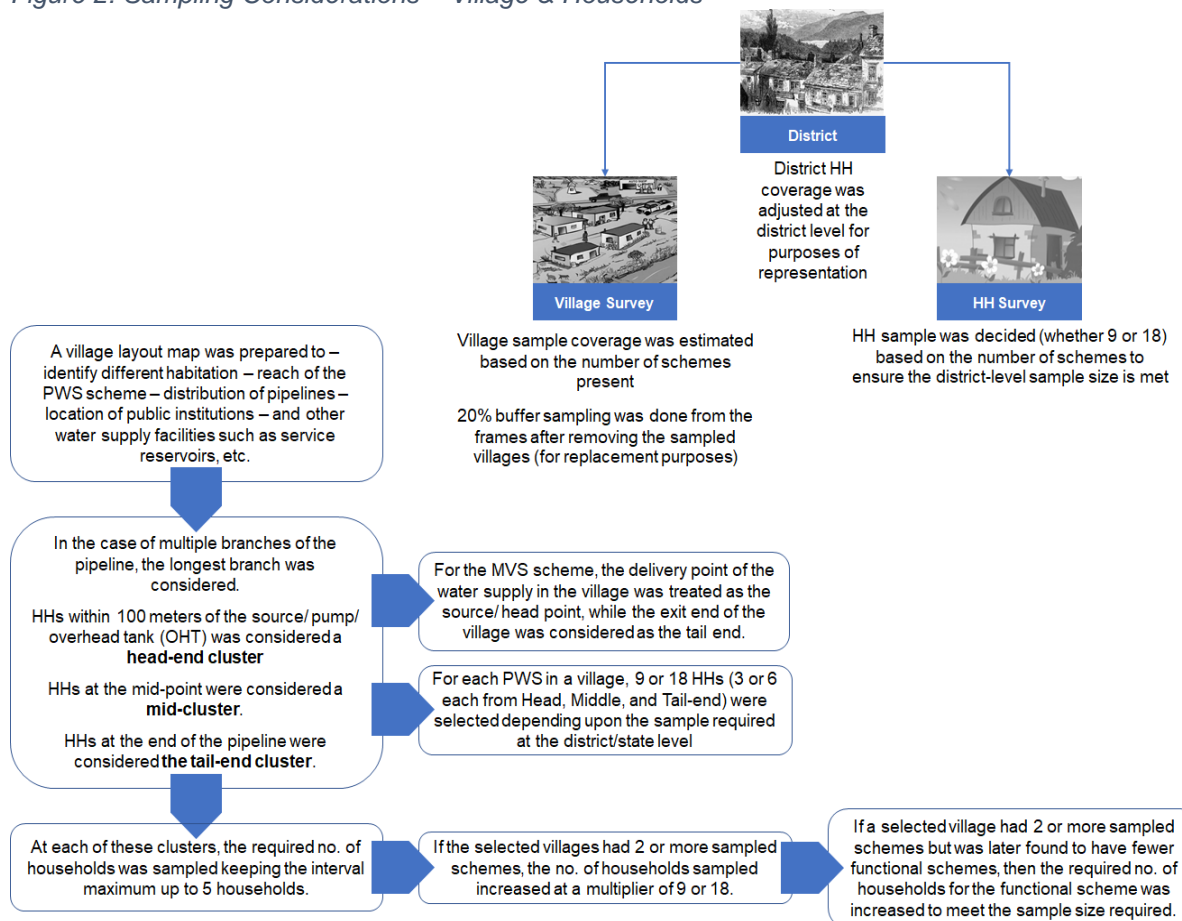 Figure 2: Sampling Considerations – Village & Households
District
District HH
coverage was
adjusted at the
district level for
purposes of
representation
Village Survey
Village sample coverage was estimated
based on the number of schemes
present
20% buffer sampling was done from the
frames after removing the sampled
villages (for replacement purposes)
HH Survey
HH sample was decided (whether 9 or 18)
based on the number of schemes to
ensure the district-level sample size is met
A village layout map was prepared to –
identify different habitation – reach of the
PWS scheme – distribution of pipelines –
location of public institutions – and other
water supply facilities such as service
reservoirs, etc.
In the case of multiple branches of the
pipeline, the longest branch was
considered.
HHs within 100 meters of the source/ pump/
overhead tank (OHT) was considered a
head-end cluster
HHs at the mid-point were considered a
mid-cluster.
HHs at the end of the pipeline were
considered the tail-end cluster.
For the MVS scheme, the delivery point of the
water supply in the village was treated as the
source/ head point, while the exit end of the
village was considered as the tail end.
For each PWS in a village, 9 or 18 HHs (3 or 6
each from Head, Middle, and Tail-end) were
selected depending upon the sample required
at the district/state level
At each of these clusters, the required no. of
households was sampled keeping the interval
maximum up to 5 households.
If the selected villages had 2 or more sampled
schemes, the no. of households sampled
increased at a multiplier of 9 or 18.
If a selected village had 2 or more sampled
schemes but was later found to have fewer
functional schemes, then the required no. of
households for the functional scheme was
increased to meet the sample size required.